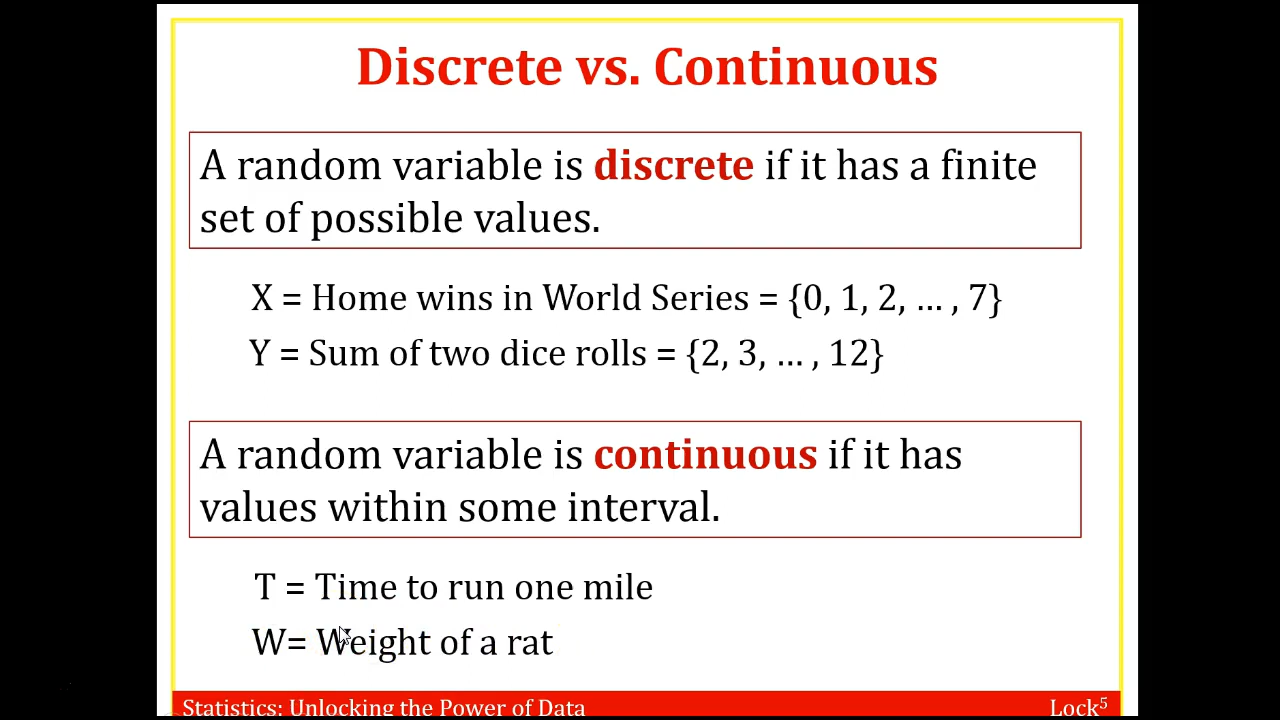 Discrete vs. Continuous
A random variable is discrete if it has a finite
set of possible values.
X = Home wins in World Series = {0, 1, 2, … , 7}
Y = Sum of two dice rolls = {2, 3, … , 12}
A random variable is continuous if it has
values within some interval.
T = Time to run one mile
W= Weight of a rat
Statistics: Unlocking the Power of Data
Lock⁵